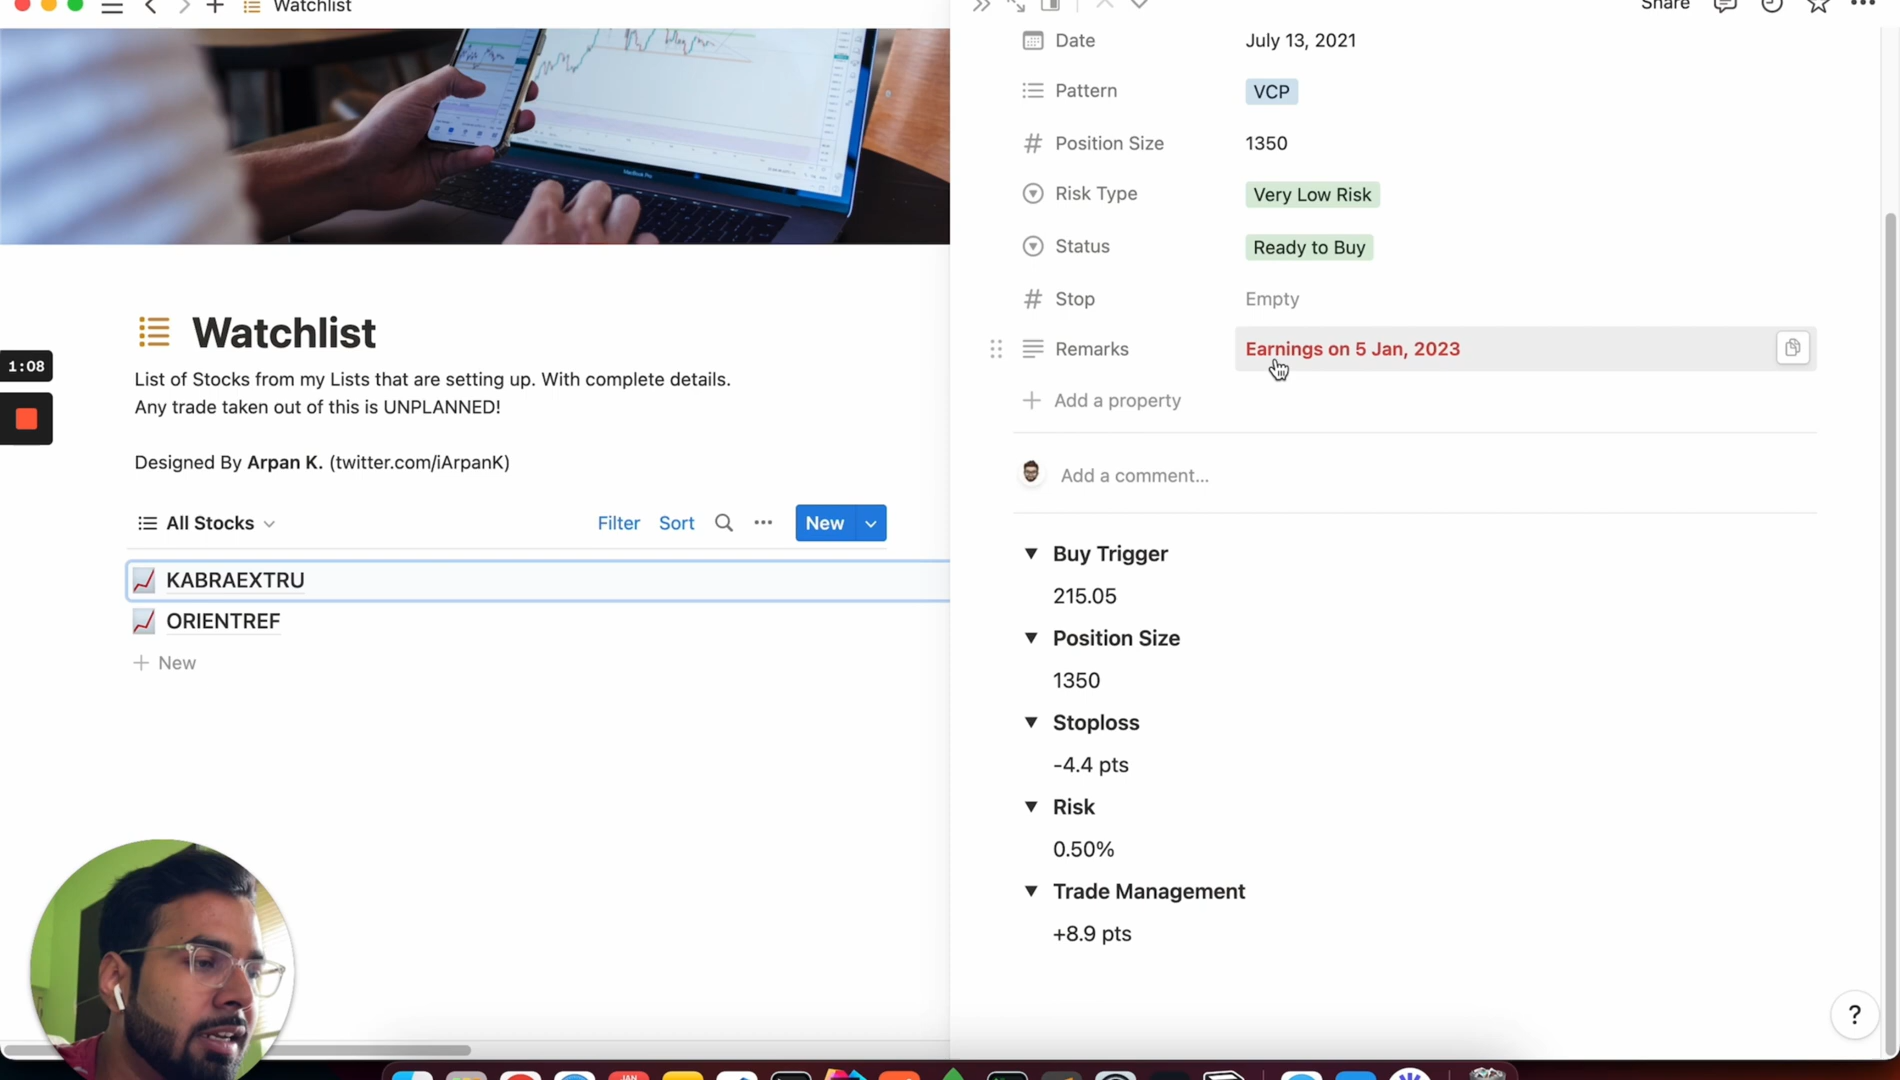 Watchlist
Share
Date
July 13, 2021
Pattern
VCP
Position Size
1350
Risk Type
Very Low Risk
Status
Ready to Buy
Stop
Empty
Remarks
Earnings on 5 Jan, 2023
Add a property
Add a comment...
Watchlist
List of Stocks from my Lists that are setting up. With complete details.
Any trade taken out of this is UNPLANNED!
Designed By Arpan K. (twitter.com/iArpanK)
1:08
All Stocks
Filter
Sort
New
KABRAEXTRU
ORIENTREF
New
Buy Trigger
215.05
Position Size
1350
Stoploss
-4.4 pts
Risk
0.50%
Trade Management
+8.9 pts
?
JAN